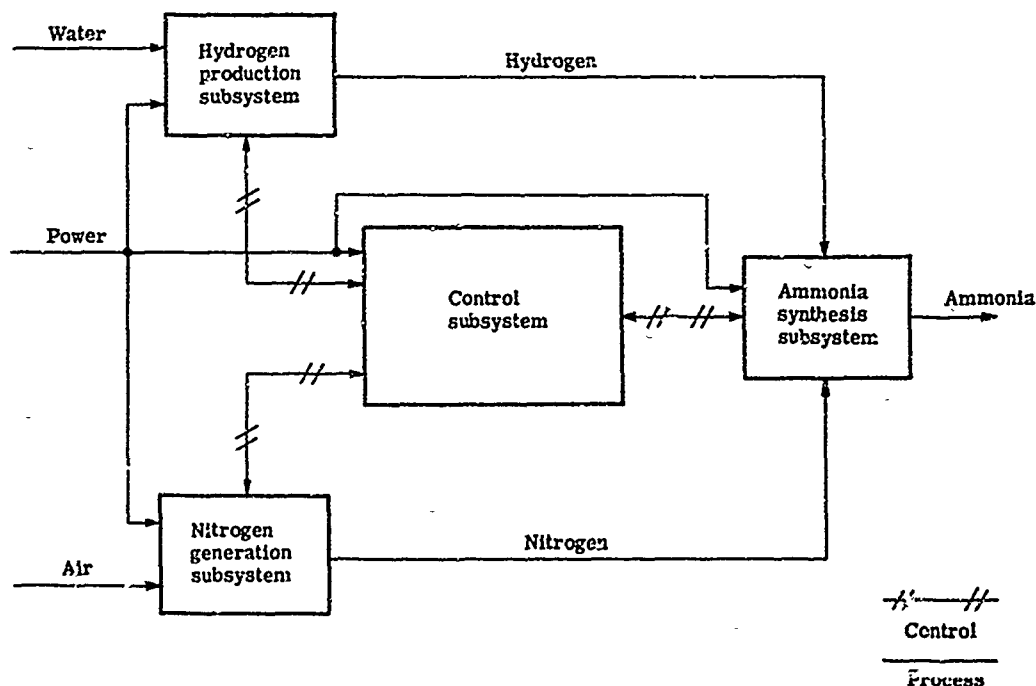 Water
Hydrogen
production
subsystem
Hydrogen
Power
Control
subsystem
Ammonia
synthesis
subsystem
Ammonia
Nitrogen
generation
subsystem
Nitrogen
Air
Control
Process